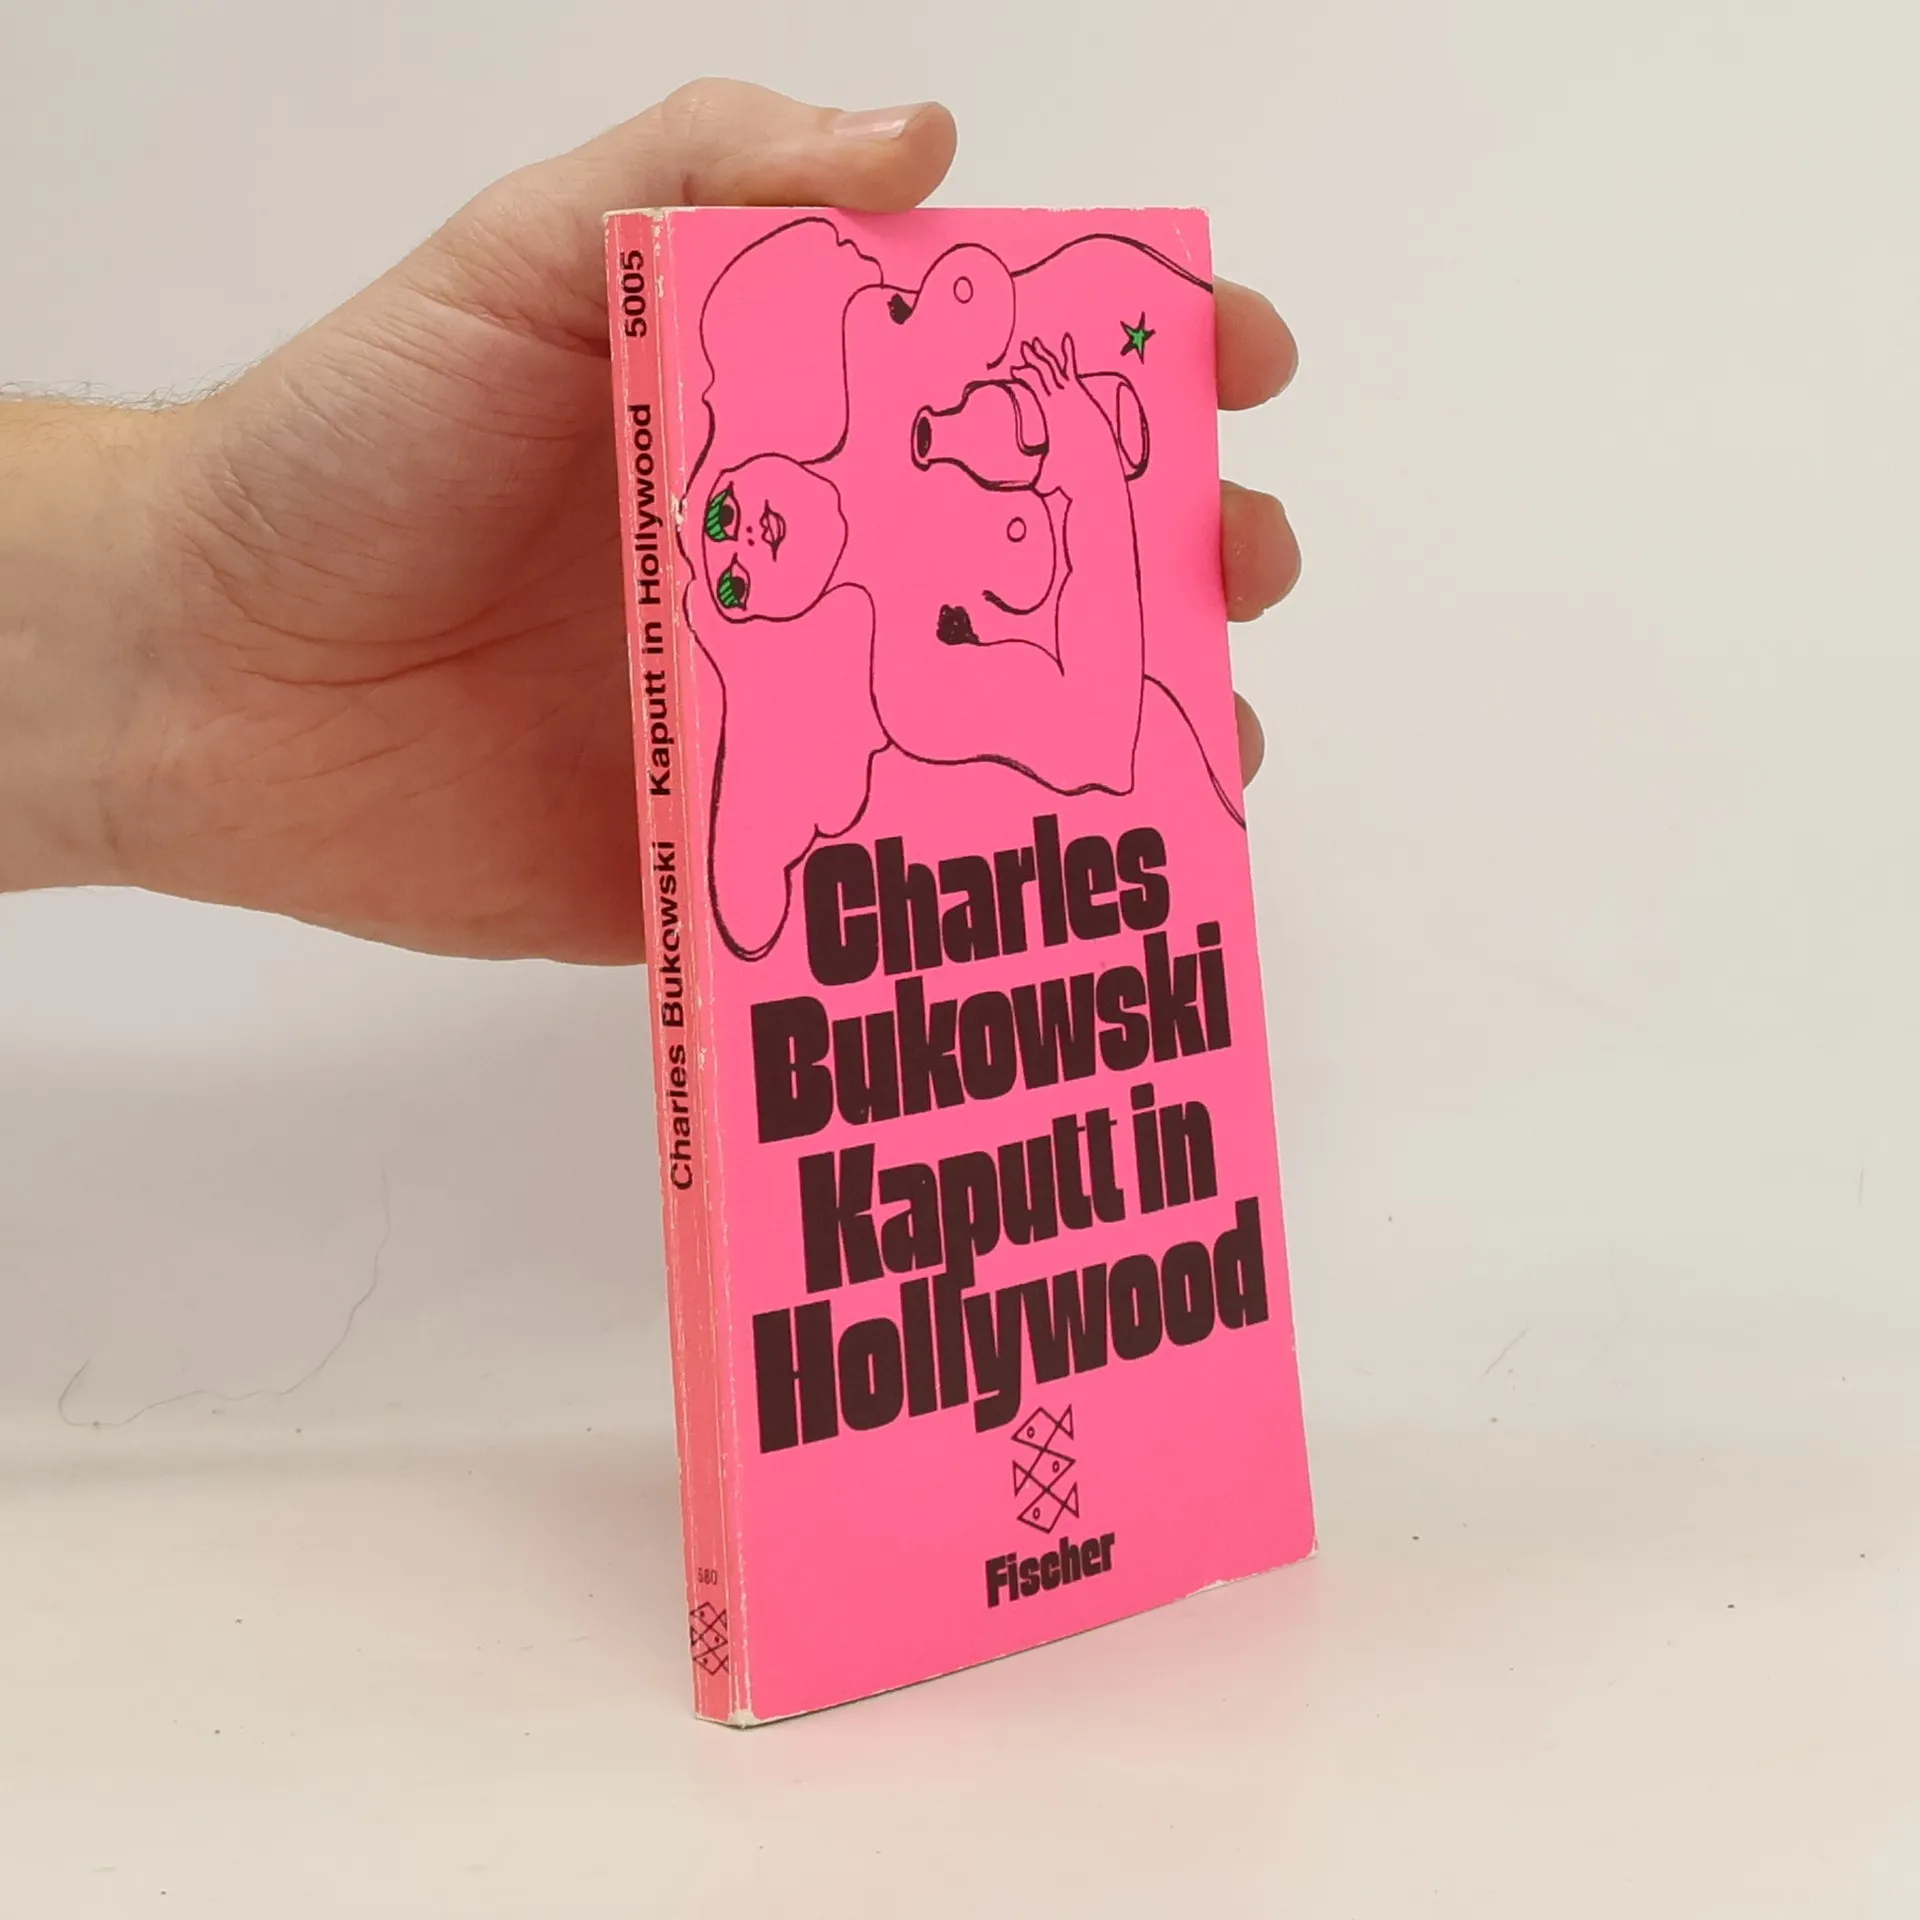 Charles
Bukowski
Kaputt in
Hollywood
Fischer
Charles Bukowski Kaputt in Hollywood 5005
580